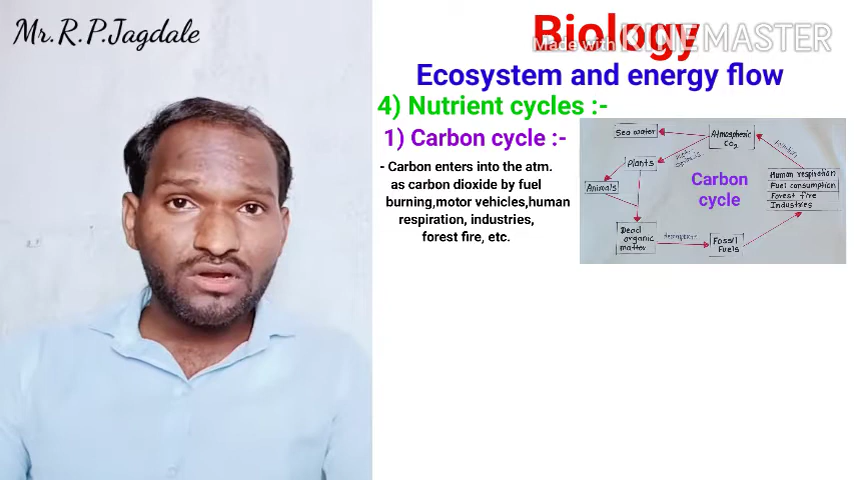 Mr.R.P.Jagdale
Biology
Made with KINEMASTER
Ecosystem and energy flow
4) Nutrient cycles :-
1) Carbon cycle :-
- Carbon enters into the atm.
as carbon dioxide by fuel
burning,motor vehicles,human
respiration, industries,
forest fire, etc.
Sea water
Atmospheric
CO2
Plants
Animals
Carbon
cycle
Human respiration
Fuel consumption
Forest fire
Industries
Dead
organic
matter
Fossil
Fuels